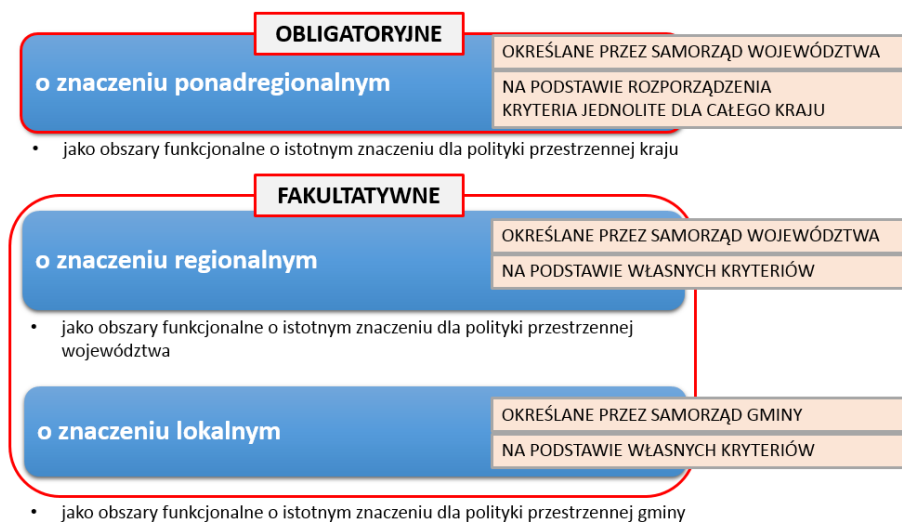 OBLIGATORYJNE
o znaczeniu ponadregionalnym
OKREŚLANE PRZEZ SAMORZĄD WOJEWÓDZTWA
NA PODSTAWIE ROZPORZĄDZENIA
KRYTERIA JEDNOLITE DLA CAŁEGO KRAJU
• jako obszary funkcjonalne o istotnym znaczeniu dla polityki przestrzennej kraju
FAKULTATYWNE
o znaczeniu regionalnym
OKREŚLANE PRZEZ SAMORZĄD WOJEWÓDZTWA
NA PODSTAWIE WŁASNYCH KRYTERIÓW
• jako obszary funkcjonalne o istotnym znaczeniu dla polityki przestrzennej
województwa
o znaczeniu lokalnym
OKREŚLANE PRZEZ SAMORZĄD GMINY
NA PODSTAWIE WŁASNYCH KRYTERIÓW
• jako obszary funkcjonalne o istotnym znaczeniu dla polityki przestrzennej gminy